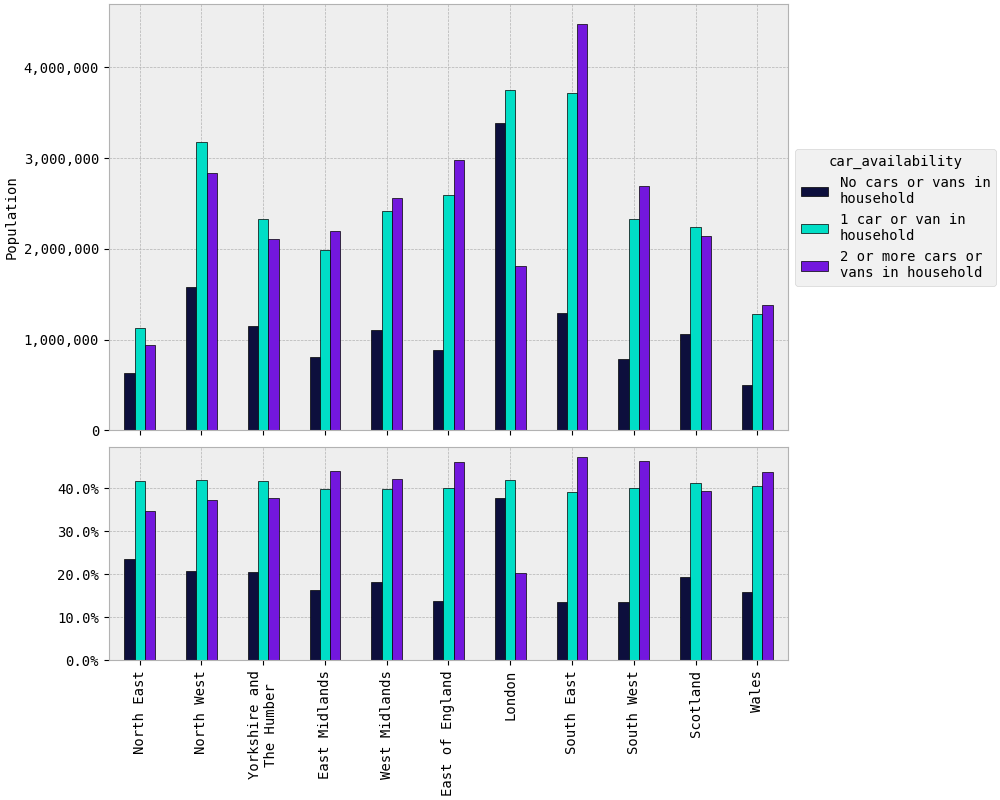 Population
4,000,000
3,000,000
2,000,000
1,000,000
0
car_availability
No cars or vans in
household
1 car or van in
household
2 or more cars or
vans in household
40.0%
30.0%
20.0%
10.0%
0.0%
North East
North West
Yorkshire and
The Humber
East Midlands
West Midlands
East of England
London
South East
South West
Scotland
Wales